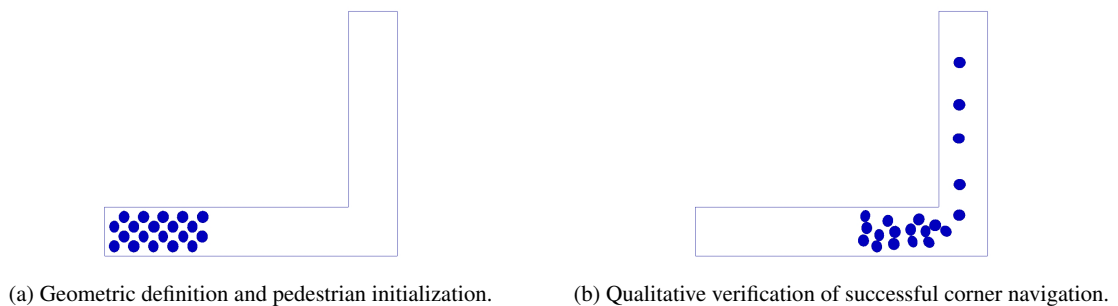 (a) Geometric definition and pedestrian initialization.
(b) Qualitative verification of successful corner navigation.